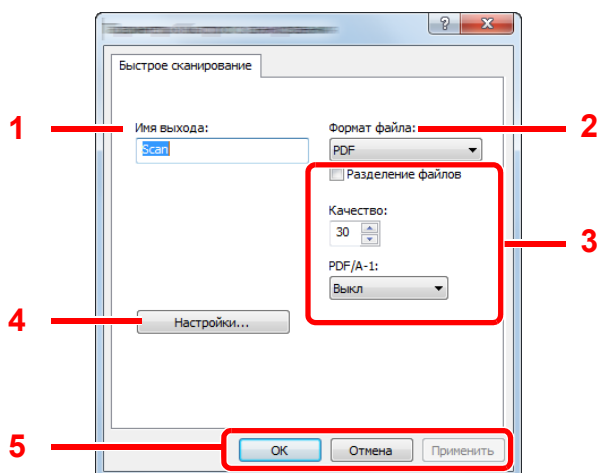 Быстрое сканирование
1
Имя выхода:
Scan
Формат файла:
2
PDF
Разделение файлов
Качество:
30
3
PDF/A-1:
Выкл
4
Настройки...
5
OK
Отмена
Применить